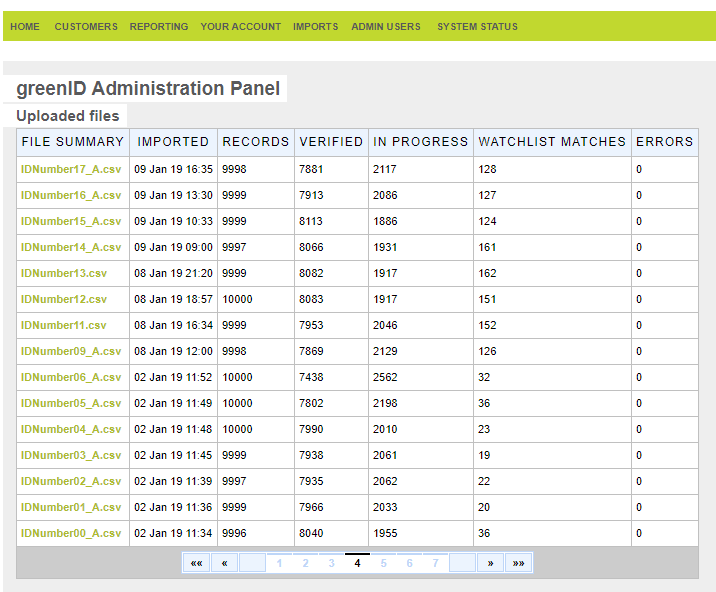 HOME CUSTOMERS REPORTING YOUR ACCOUNT IMPORTS ADMIN USERS SYSTEM STATUS
greenID Administration Panel
Uploaded files
FILE SUMMARY IMPORTED RECORDS VERIFIED IN PROGRESS WATCHLIST MATCHES ERRORS
IDNumber17_A.csv 09 Jan 19 16:35 9998 7881 2117 128 0
IDNumber16_A.csv 09 Jan 19 13:30 9999 7913 2086 127 0
IDNumber15_A.csv 09 Jan 19 10:33 9999 8113 1886 124 0
IDNumber14_A.csv 09 Jan 19 09:00 9997 8066 1931 161 0
IDNumber13.csv 08 Jan 19 21:20 9999 8082 1917 162 0
IDNumber12.csv 08 Jan 19 18:57 10000 8083 1917 151 0
IDNumber11.csv 08 Jan 19 16:34 9999 7953 2046 152 0
IDNumber09_A.csv 08 Jan 19 12:00 9998 7869 2129 126 0
IDNumber06_A.csv 02 Jan 19 11:52 10000 7438 2562 32 0
IDNumber05_A.csv 02 Jan 19 11:49 10000 7802 2198 36 0
IDNumber04_A.csv 02 Jan 19 11:48 10000 7990 2010 23 0
IDNumber03_A.csv 02 Jan 19 11:45 9999 7938 2061 19 0
IDNumber02_A.csv 02 Jan 19 11:39 9997 7935 2062 22 0
IDNumber01_A.csv 02 Jan 19 11:36 9999 7966 2033 20 0
IDNumber00_A.csv 02 Jan 19 11:34 9996 8040 1955 36 0
«« « 1 2 3 4 5 6 7 » »»